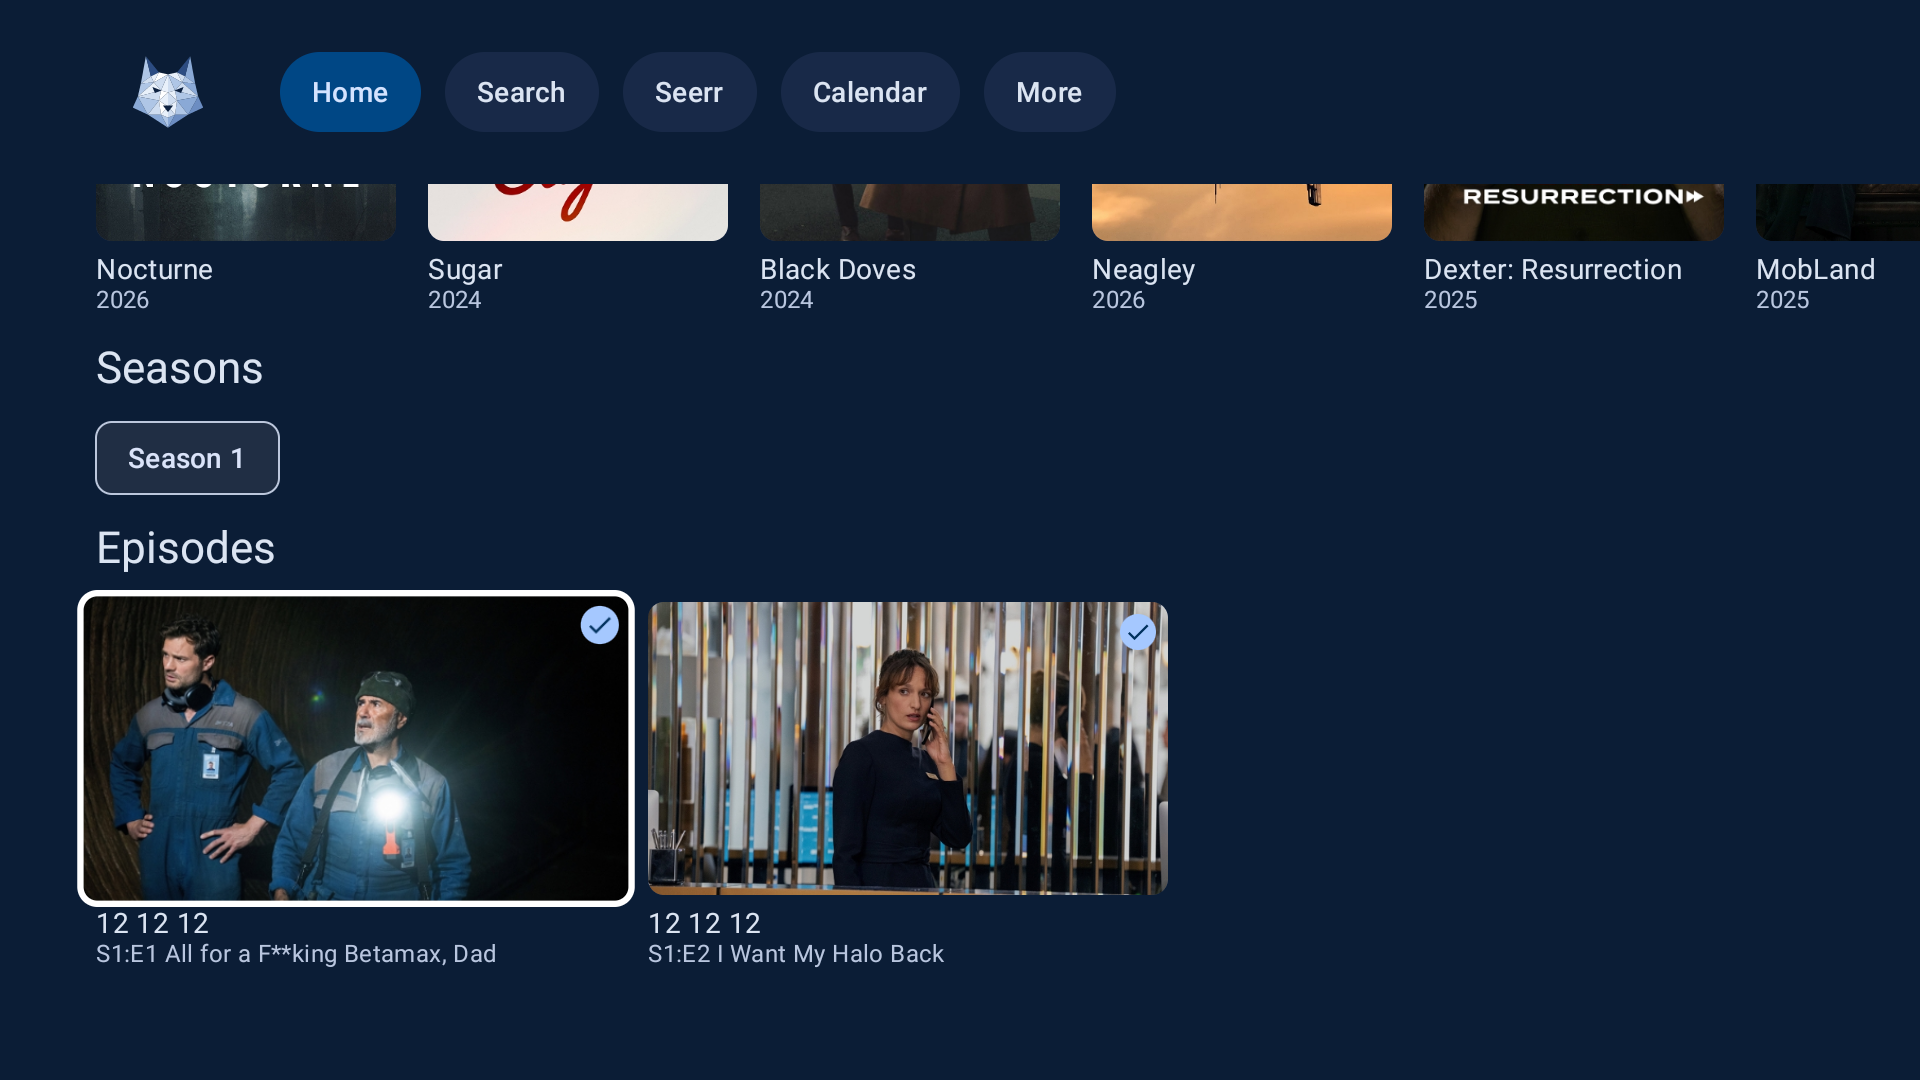 Home
Search
Seerr
Calendar
More
RESURRECTION
Nocturne
2026
Sugar
2024
Black Doves
2024
Neagley
2026
Dexter: Resurrection
2025
MobLand
2025
Seasons
Season 1
Episodes
12 12 12
S1:E1 All for a F**king Betamax, Dad
12 12 12
S1:E2 I Want My Halo Back